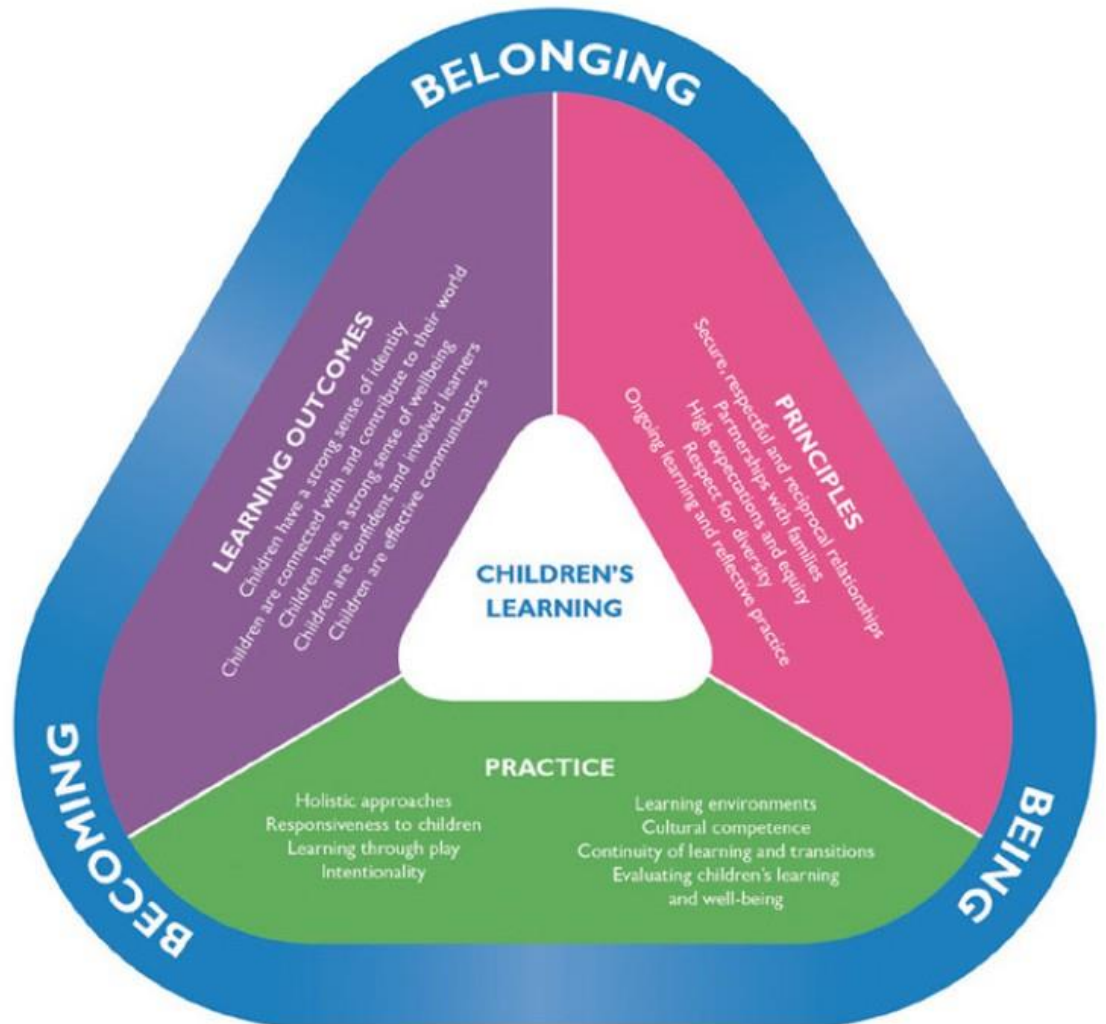 BELONGING
LEARNING OUTCOMES
Children have a strong sense of identity
Children are connected with and contribute to their world
Children have a strong sense of wellbeing
Children are confident and involved learners
Children are effective communicators
PRINCIPLES
Secure, respectful and reciprocal relationships
Partnerships with families
High expectations and equity
Respect for diversity
Ongoing learning and reflective practice
CHILDREN'S
LEARNING
PRACTICE
Holistic approaches
Responsiveness to children
Learning through play
Intentionality
Learning environments
Cultural competence
Continuity of learning and transitions
Evaluating children's learning
and well-being
BECOMING
BEING